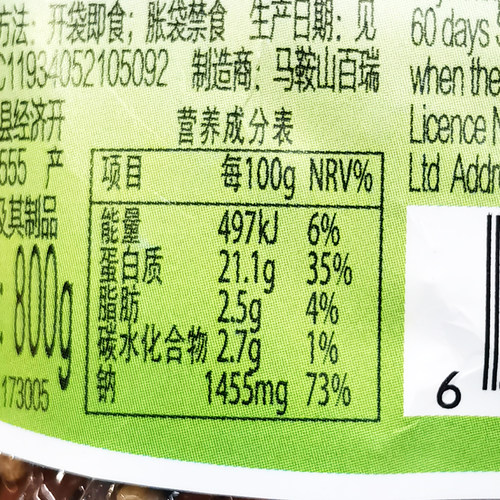 方法：开袋即食；胀袋禁食 生产日期：见
C11934052105092 制造商：马鞍山百瑞
县经济开
555 产
及其制品
800g
173005
营养成分表
项目 每100g NRV%
能量 497kJ 6%
蛋白质 21.1g 35%
脂肪 2.5g 4%
碳水化合物 2.7g 1%
钠 1455mg 73%
60 days
when the
Licence N
Ltd Addr
6